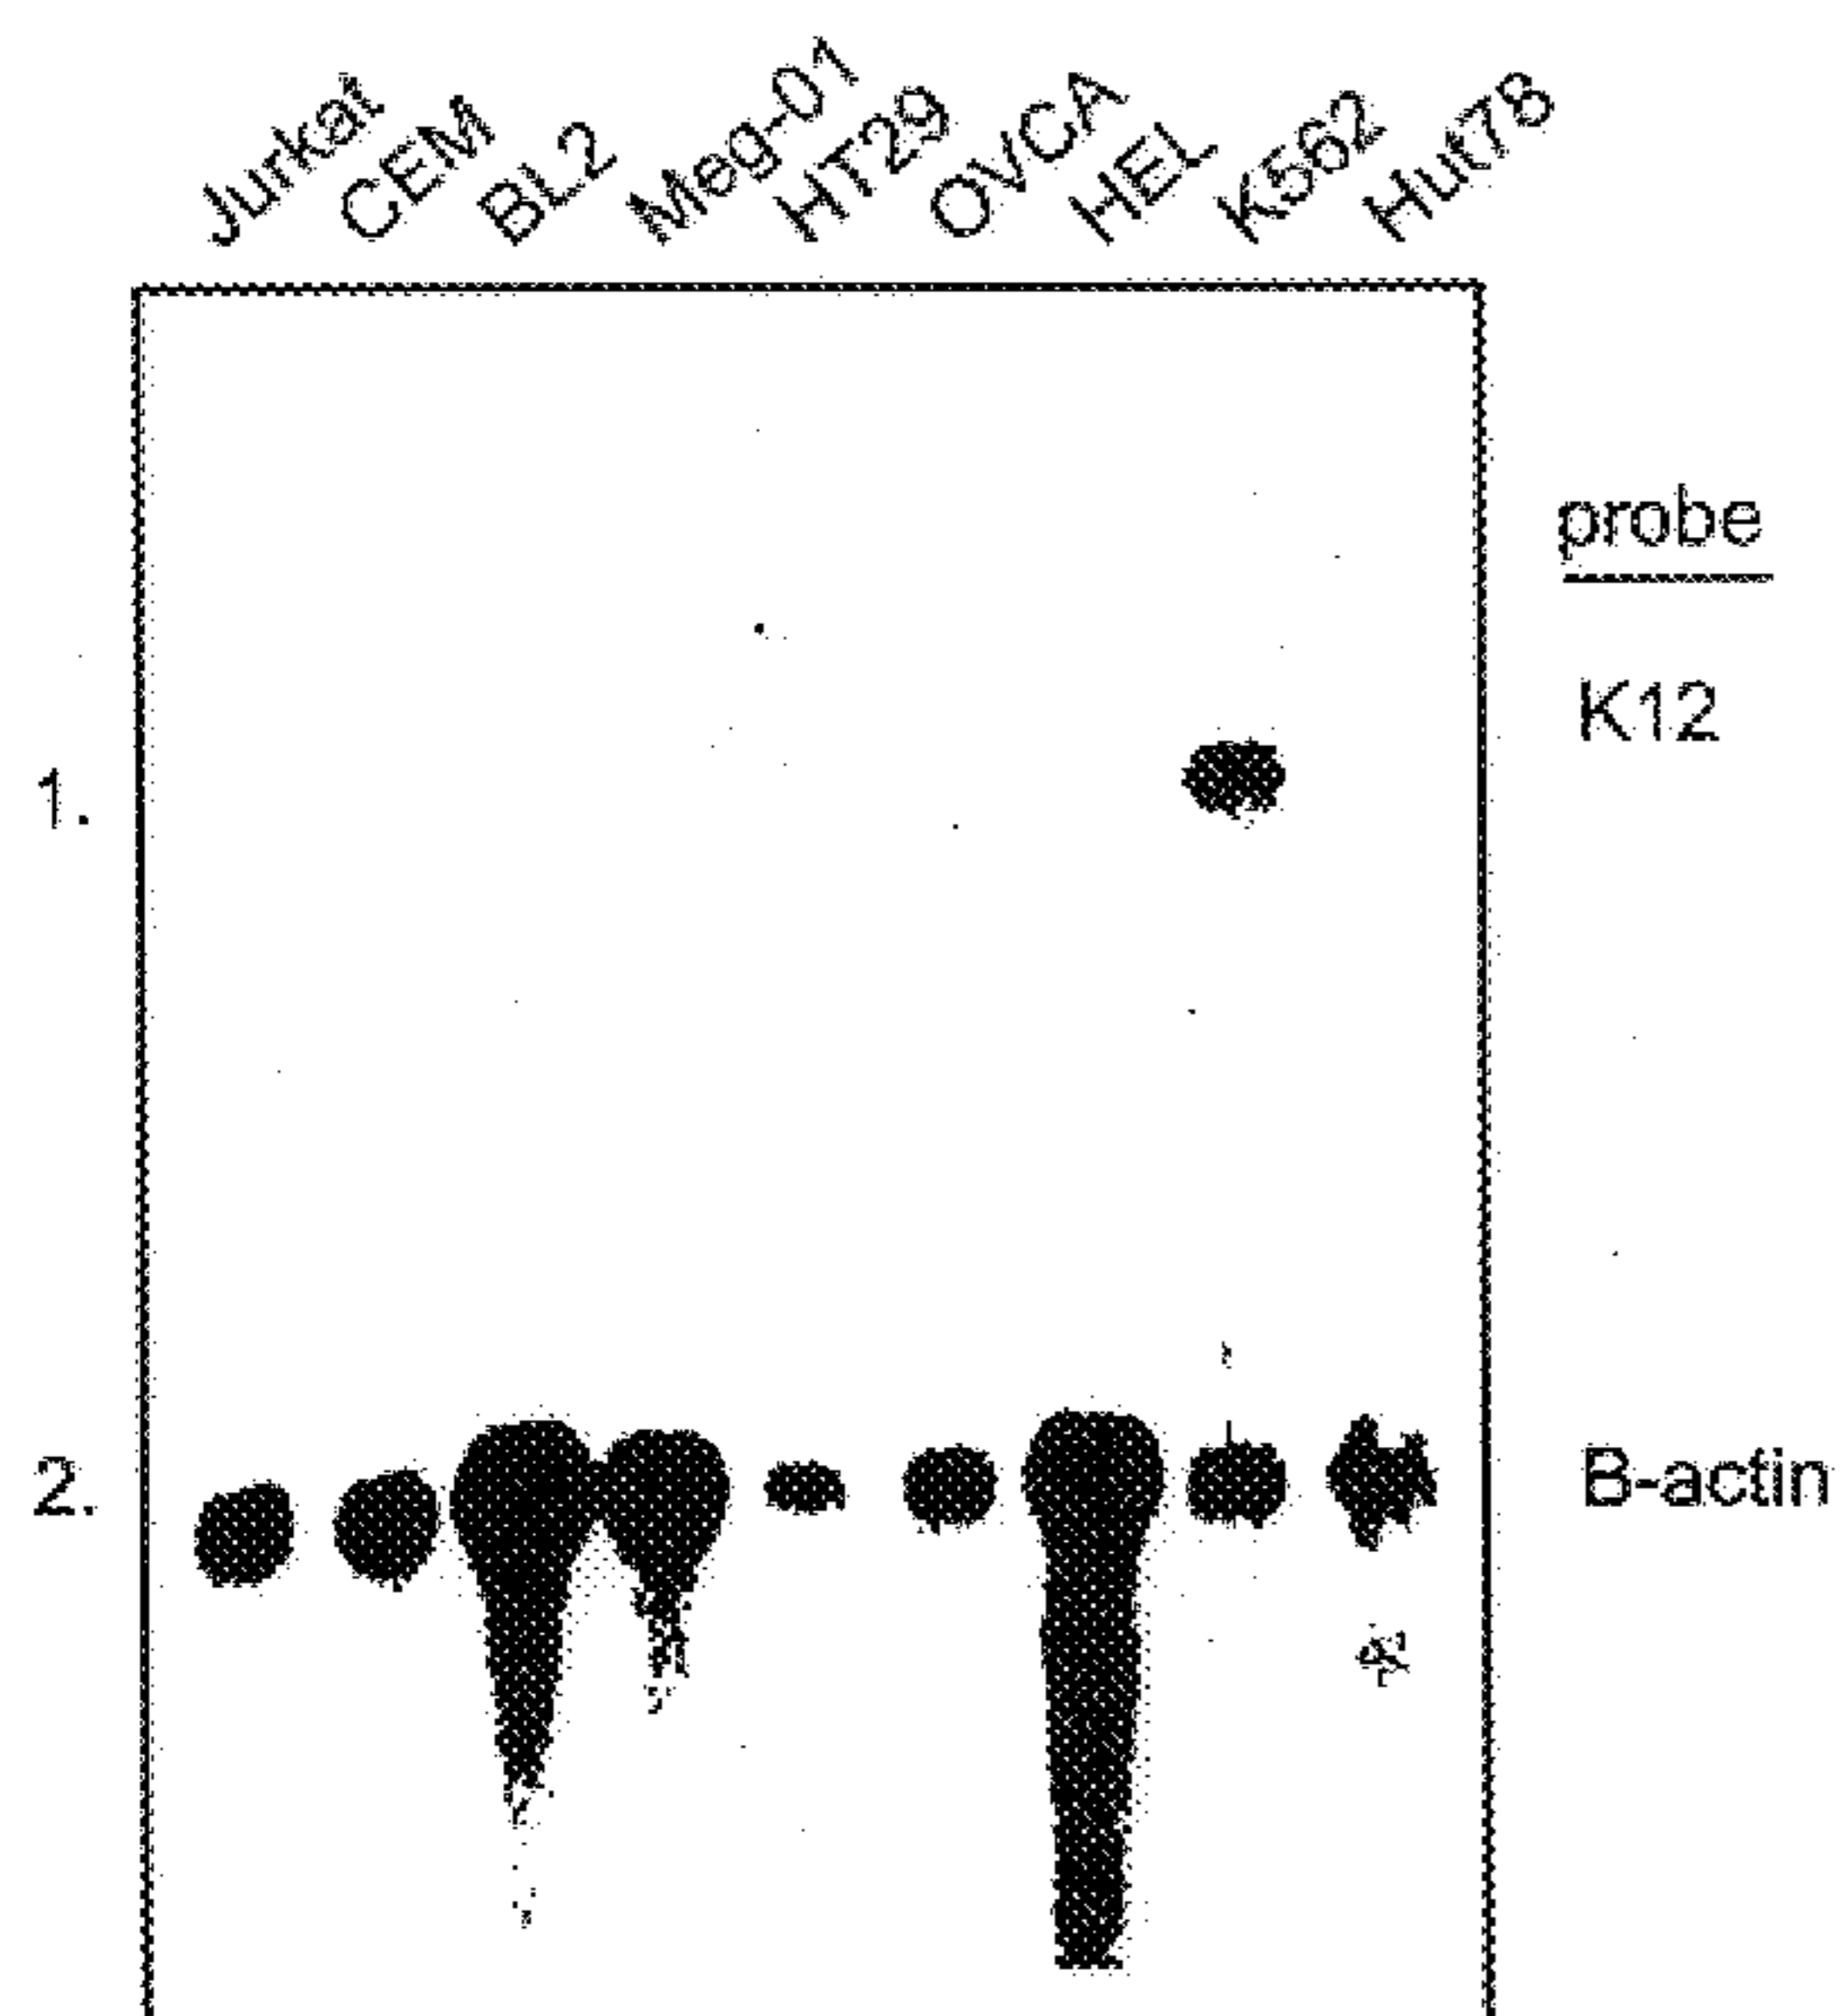 Jurkat
CEM
BL2
Meg-01
HT29
OVCA
HEL
K562
Hut78
probe
K12
1.
2.
B-actin